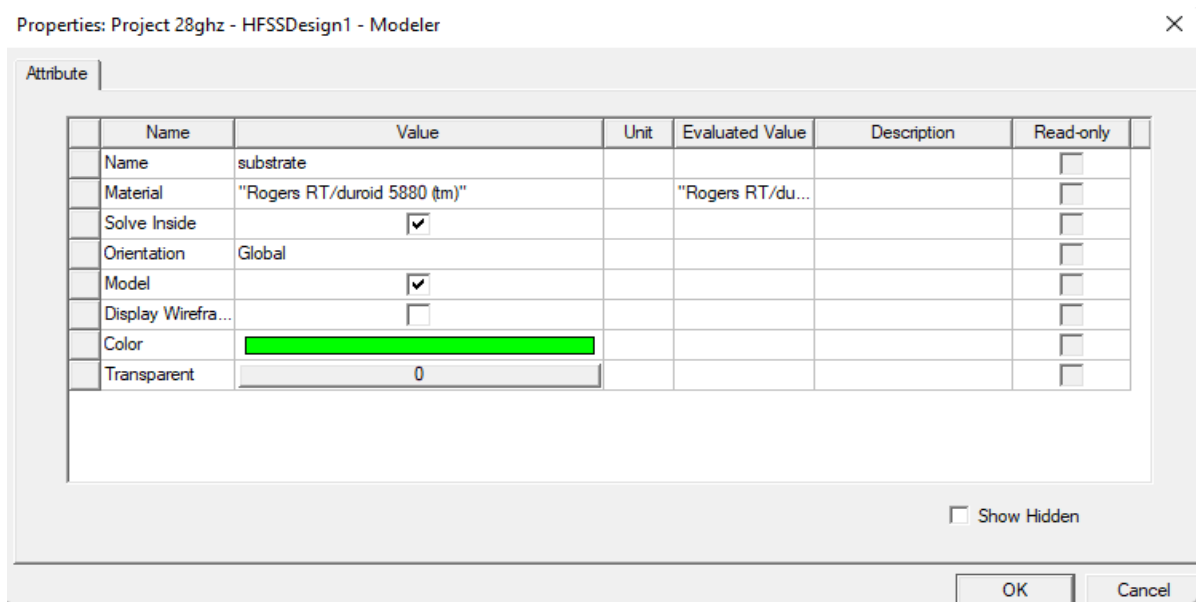 Properties: Project 28ghz - HFSSDesign1 - Modeler
Attribute
Name Value Unit Evaluated Value Description Read-only
Name substrate
Material "Rogers RT/duroid 5880 (tm)" "Rogers RT/du...
Solve Inside
Orientation Global
Model
Display Wirefra...
Color
Transparent 0
Show Hidden
OK Cancel